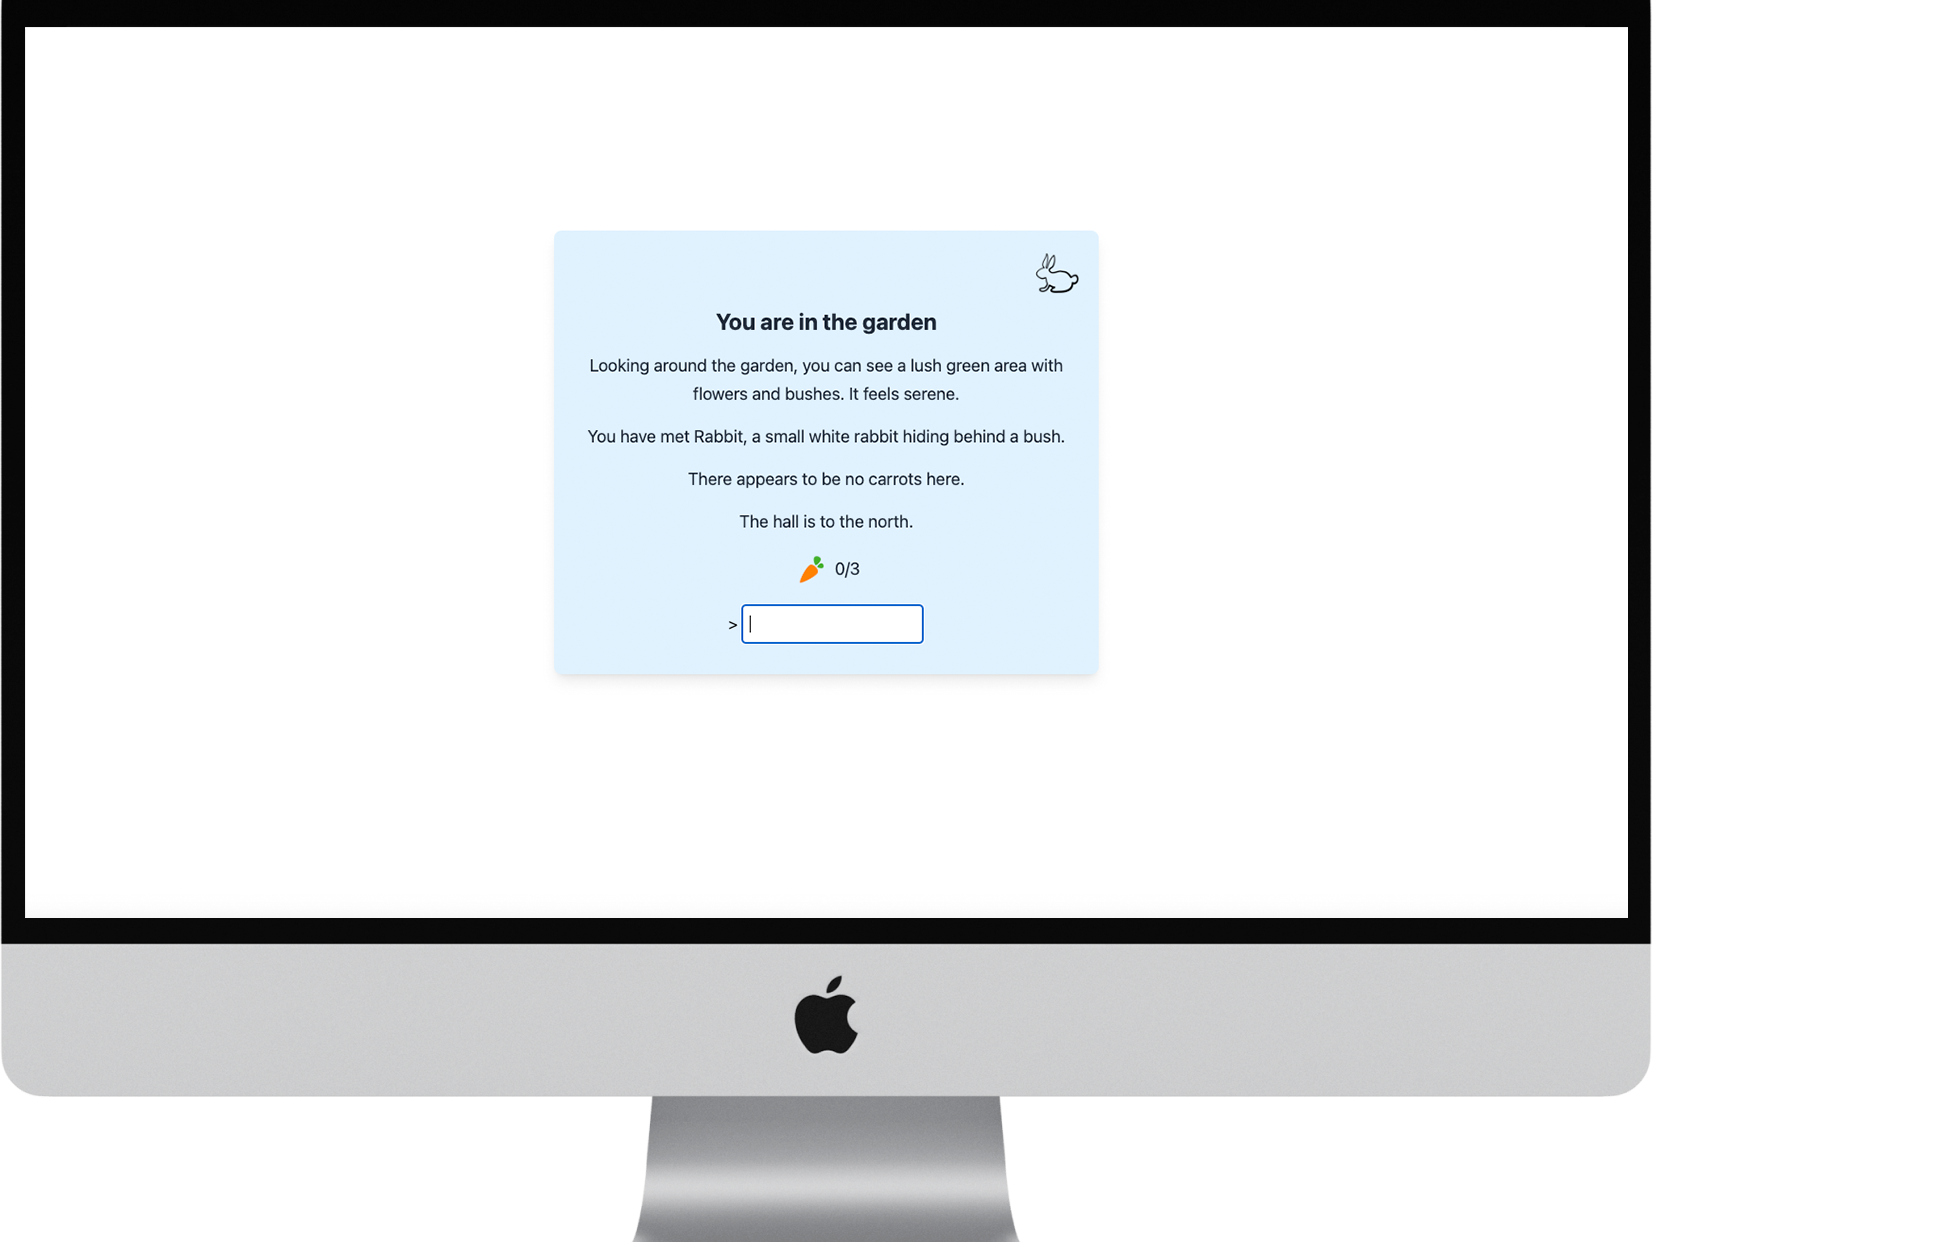 You are in the garden
Looking around the garden, you can see a lush green area with
flowers and bushes. It feels serene.
You have met Rabbit, a small white rabbit hiding behind a bush.
There appears to be no carrots here.
The hall is to the north.
0/3
>